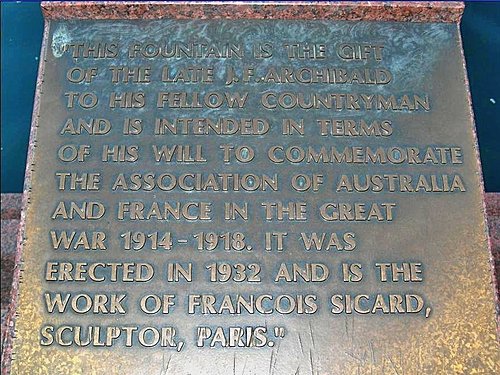 "THIS FOUNTAIN IS THE GIFT
OF THE LATE J.F. ARCHIBALD
TO HIS FELLOW COUNTRYMAN
AND IS INTENDED IN TERMS
OF HIS WILL TO COMMEMORATE
THE ASSOCIATION OF AUSTRALIA
AND FRANCE IN THE GREAT
WAR 1914-1918. IT WAS
ERECTED IN 1932 AND IS THE
WORK OF FRANCOIS SICARD,
SCULPTOR, PARIS."